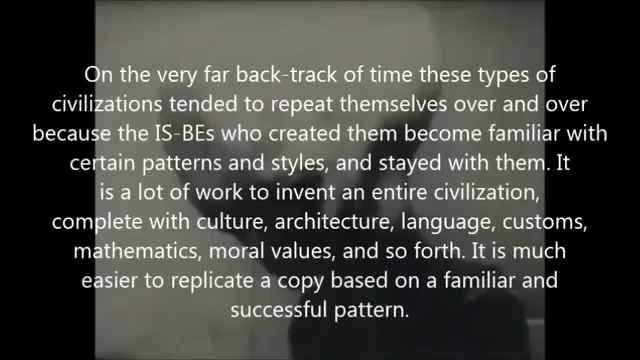 On the very far back-track of time these types of
civilizations tended to repeat themselves over and over
because the IS-BEs who created them become familiar with
certain patterns and styles, and stayed with them. It
is a lot of work to invent an entire civilization,
complete with culture, architecture, language, customs,
mathematics, moral values, and so forth. It is much
easier to replicate a copy based on a familiar and
successful pattern.